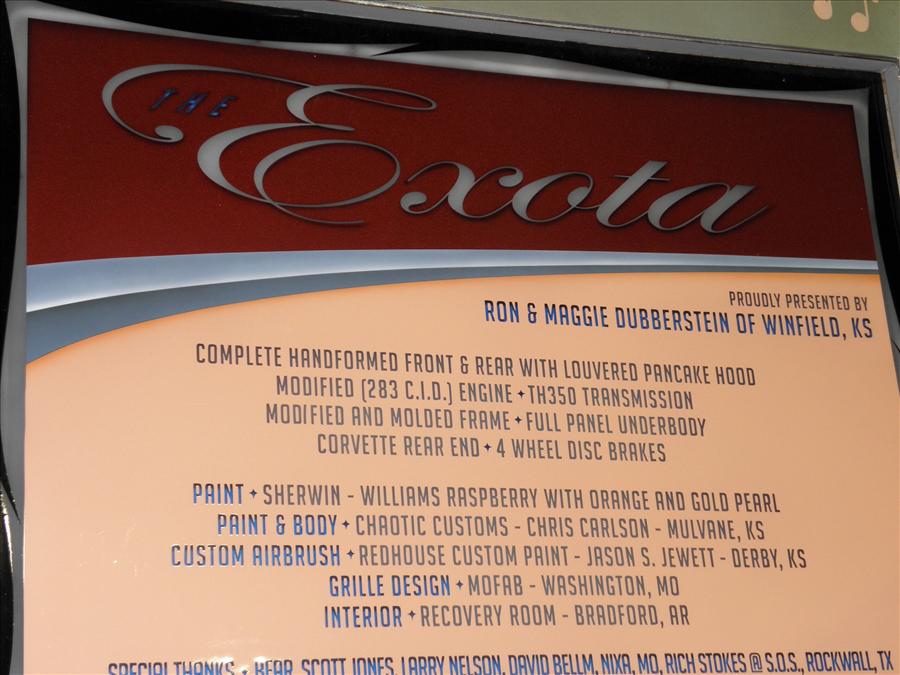 THE
Exota
PROUDLY PRESENTED BY
RON & MAGGIE DUBBERSTEIN OF WINFIELD, KS
COMPLETE HANDFORMED FRONT & REAR WITH LOUVERED PANCAKE HOOD
MODIFIED (283 C.I.D.) ENGINE ✦ TH350 TRANSMISSION
MODIFIED AND MOLDED FRAME ✦ FULL PANEL UNDERBODY
CORVETTE REAR END ✦ 4 WHEEL DISC BRAKES
PAINT ✦ SHERWIN - WILLIAMS RASPBERRY WITH ORANGE AND GOLD PEARL
PAINT & BODY ✦ CHAOTIC CUSTOMS - CHRIS CARLSON - MULVANE, KS
CUSTOM AIRBRUSH ✦ REDHOUSE CUSTOM PAINT - JASON S. JEWETT - DERBY, KS
GRILLE DESIGN ✦ MOFAB - WASHINGTON, MO
INTERIOR ✦ RECOVERY ROOM - BRADFORD, AR
SPECIAL THANKS ✦ BEAR, SCOTT JONES, LARRY NELSON, DAVID BELLM, NIXA, MO, RICH STOKES @ S.O.S., ROCKWALL, TX